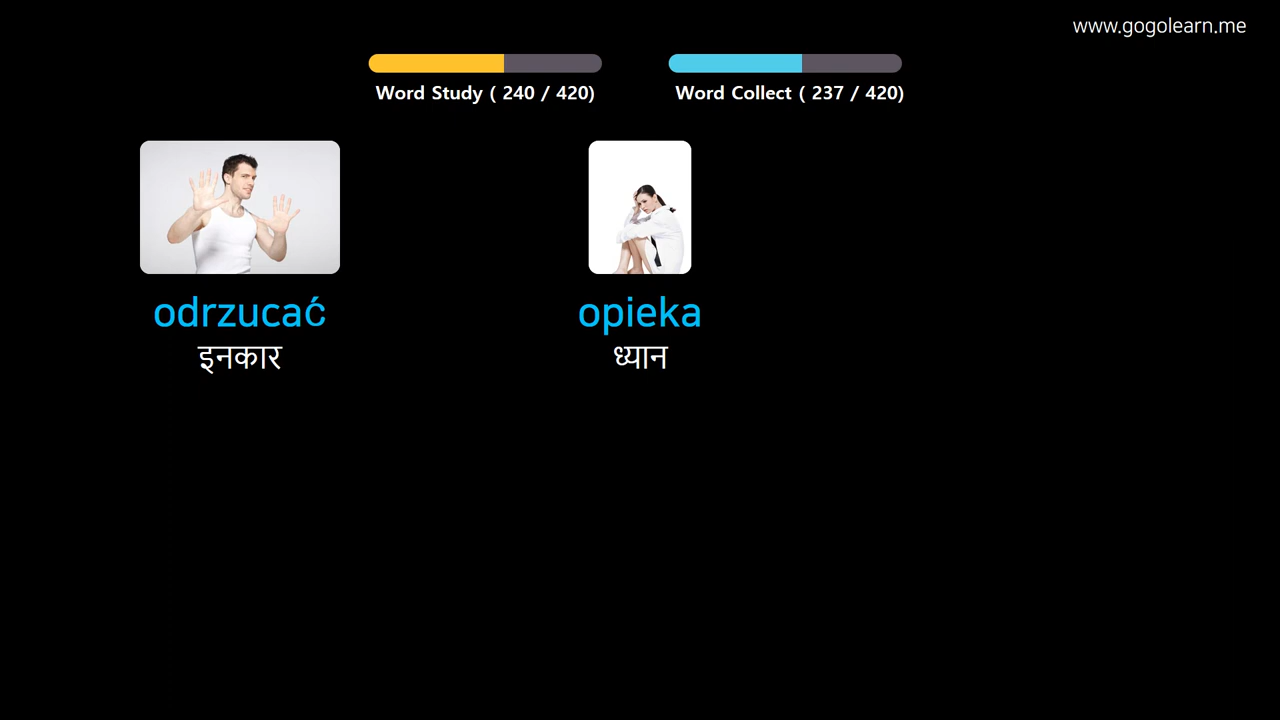 www.gogolearn.me
Word Study ( 240 / 420)
Word Collect ( 237 / 420)
odrzucać
इनकार
opieka
ध्यान